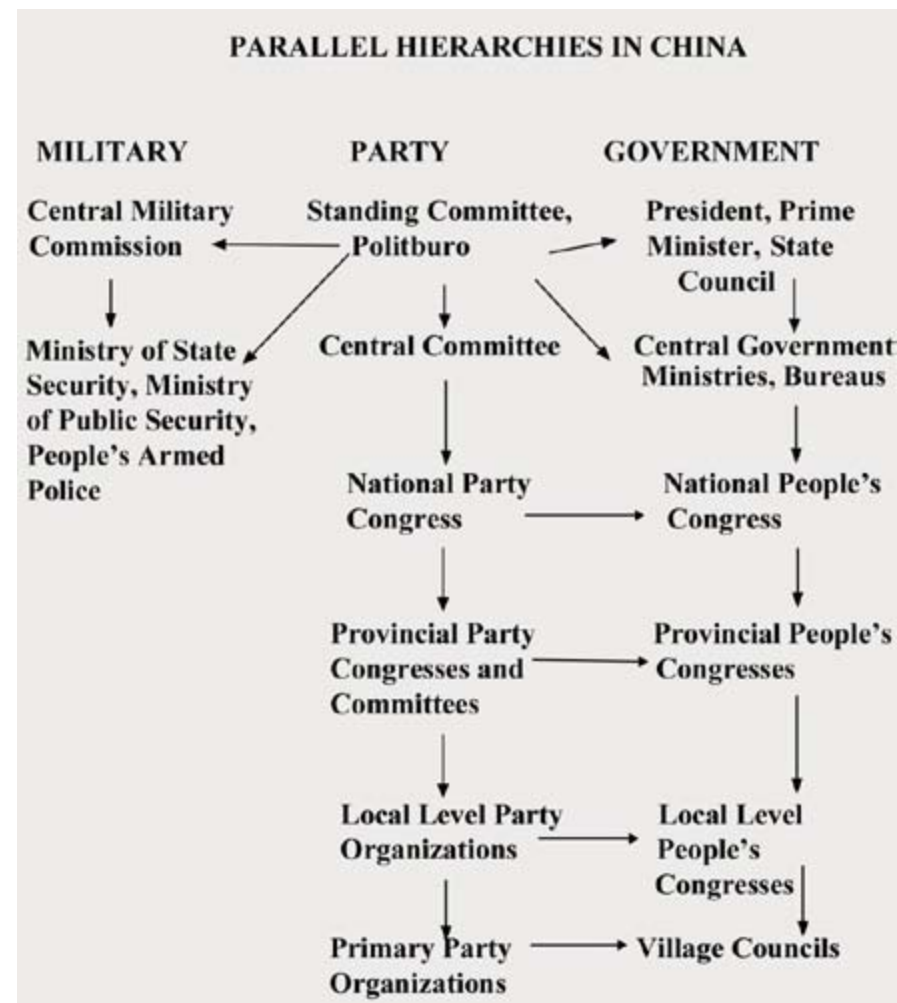 PARALLEL HIERARCHIES IN CHINA
MILITARY
PARTY
GOVERNMENT
Central Military
Commission
Standing Committee,
Politburo
President, Prime
Minister, State
Council
Ministry of State
Security, Ministry
of Public Security,
People's Armed
Police
Central Committee
Central Government
Ministries, Bureaus
National Party
Congress
National People's
Congress
Provincial Party
Congresses and
Committees
Provincial People's
Congresses
Local Level Party
Organizations
Local Level
People's
Congresses
Primary Party
Organizations
Village Councils